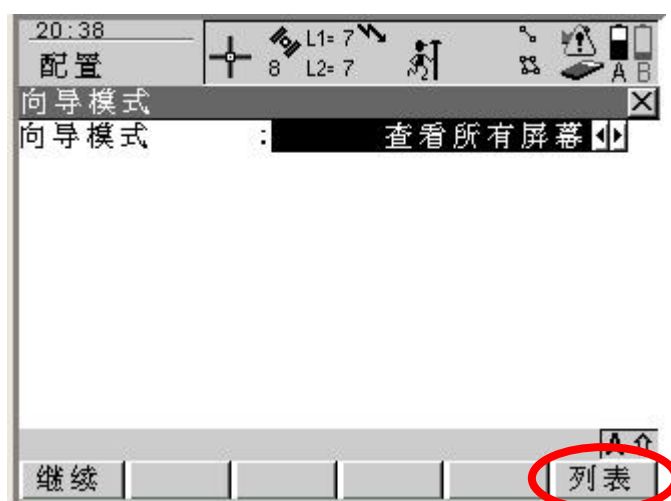 20:38
配置
L1= 7
8 L2= 7
A B
向导模式
向导模式 : 查看所有屏幕
A
继续 列表